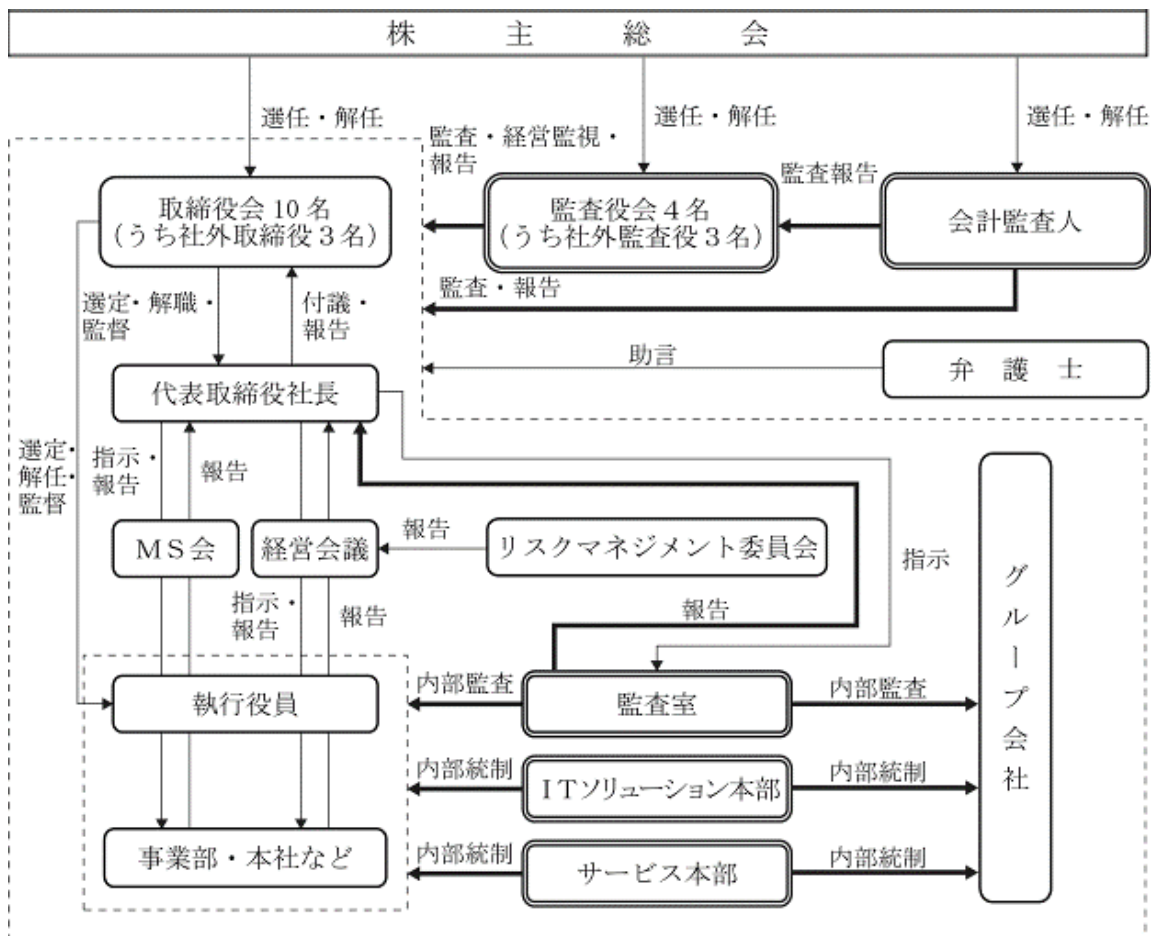 株主総会
選任・解任
選任・解任
選任・解任
監査・経営監視・
報告
監査報告
取締役会10名
（うち社外取締役3名）
監査役会4名
（うち社外監査役3名）
会計監査人
選定・解職・
監督
付議・
報告
監査・報告
助言
弁護士
代表取締役社長
選定・
解任・
監督
指示・
報告
報告
MS会
経営会議
報告
リスクマネジメント委員会
指示
指示・
報告
報告
報告
グループ会社
執行役員
内部監査
監査室
内部監査
内部統制
ITソリューション本部
内部統制
事業部・本社など
内部統制
サービス本部
内部統制